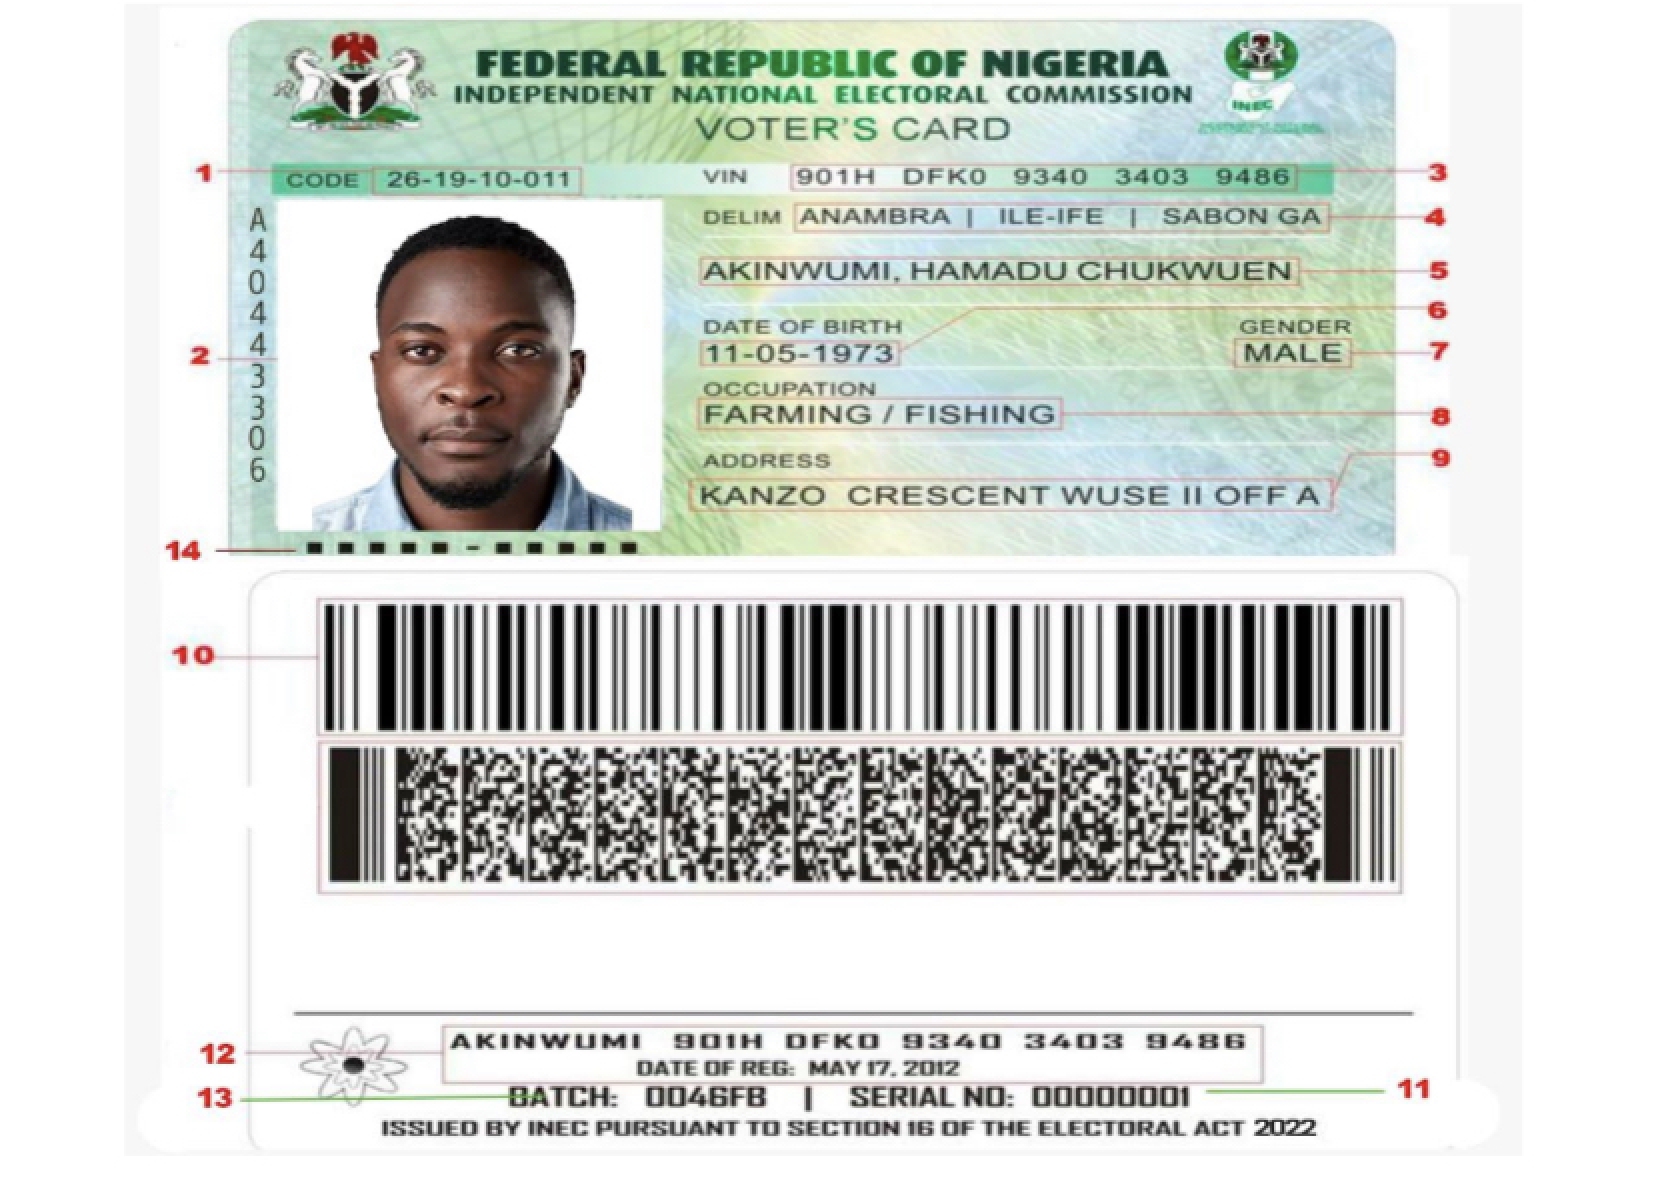 FEDERAL REPUBLIC OF NIGERIA
INDEPENDENT NATIONAL ELECTORAL COMMISSION
INEC
VOTER'S CARD
1
CODE 26-19-10-011
VIN 901H DFK0 9340 3403 9486
3
DELIM ANAMBRA | ILE-IFE | SABON GA
4
AKINWUMI, HAMADU CHUKWUEN
5
6
DATE OF BIRTH
GENDER
11-05-1973
MALE
7
A404433306
2
OCCUPATION
FARMING / FISHING
8
ADDRESS
9
KANZO CRESCENT WUSE II OFF A
14
10
12
AKINWUMI 901H DFK0 9340 3403 9486
DATE OF REG: MAY 17, 2012
13
BATCH: 0046FB | SERIAL NO: 00000001
11
ISSUED BY INEC PURSUANT TO SECTION 16 OF THE ELECTORAL ACT 2022